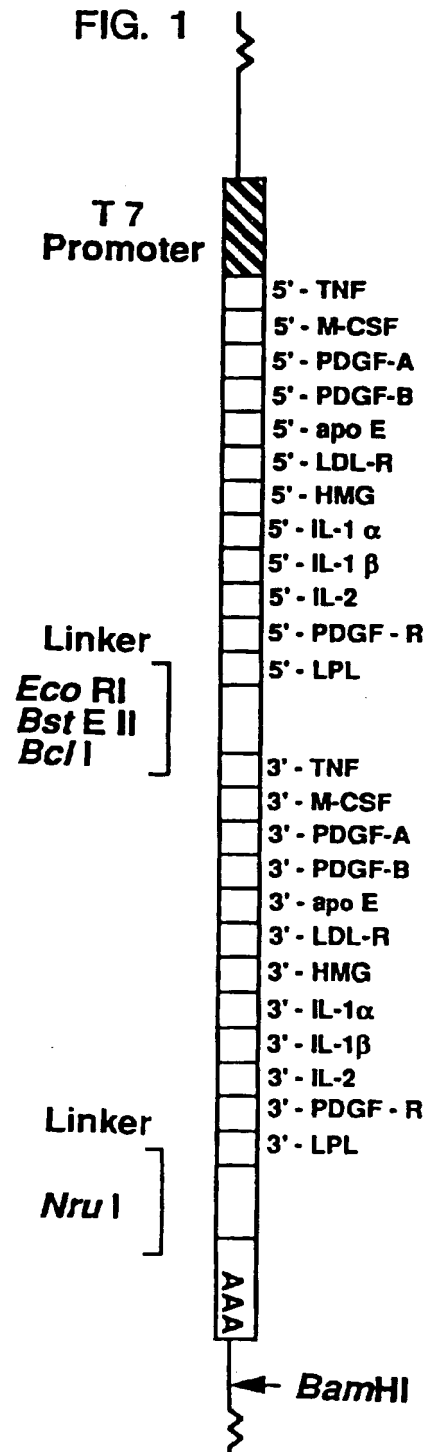 FIG. 1
T 7
Promoter
5' - TNF
5' - M-CSF
5' - PDGF-A
5' - PDGF-B
5' - apo E
5' - LDL-R
5' - HMG
5' - IL-1 α
5' - IL-1 β
5' - IL-2
5' - PDGF - R
5' - LPL
Linker
Eco RI
Bst E II
Bcl I
3' - TNF
3' - M-CSF
3' - PDGF-A
3' - PDGF-B
3' - apo E
3' - LDL-R
3' - HMG
3' - IL-1α
3' - IL-1β
3' - IL-2
3' - PDGF - R
3' - LPL
Linker
Nru I
AAA
BamHI